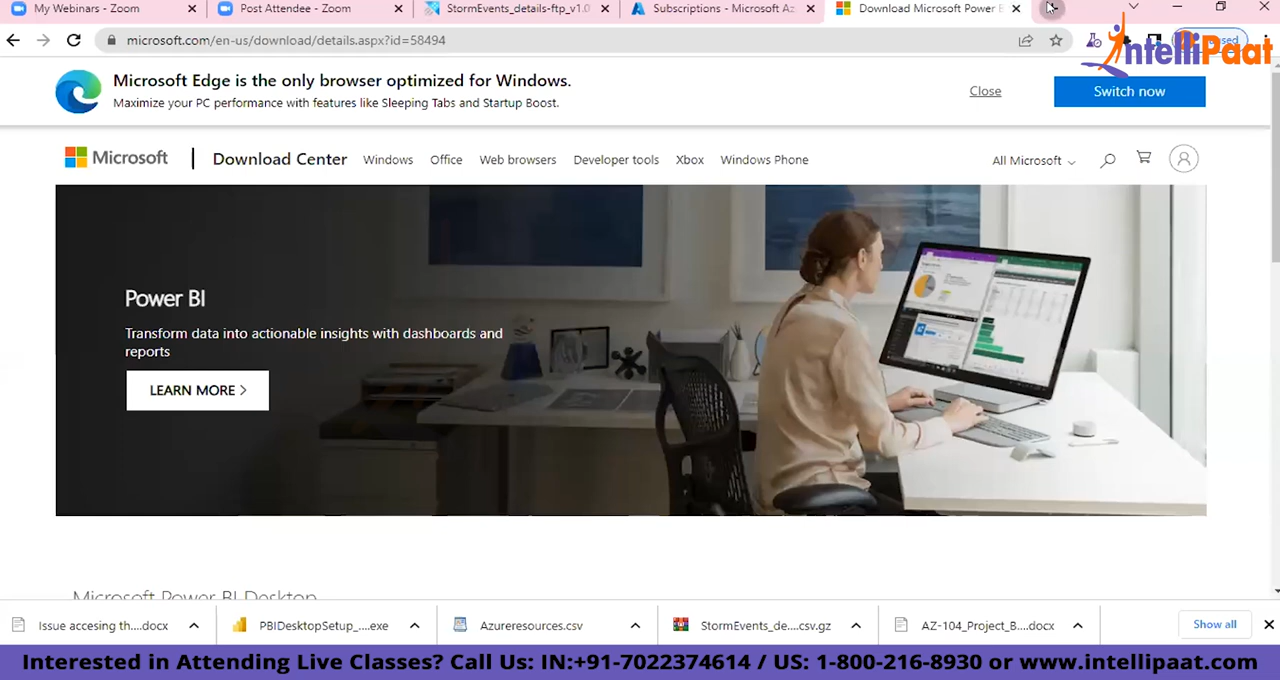 My Webinars - Zoom
Post Attendee - Zoom
StormEvents_details-ftp_v1.0
Subscriptions - Microsoft Az
Download Microsoft Power B
microsoft.com/en-us/download/details.aspx?id=58494
IntelliPaat
Microsoft Edge is the only browser optimized for Windows.
Maximize your PC performance with features like Sleeping Tabs and Startup Boost.
Close
Switch now
Microsoft
Download Center
Windows
Office
Web browsers
Developer tools
Xbox
Windows Phone
All Microsoft
Power BI
Transform data into actionable insights with dashboards and
reports
LEARN MORE
Microsoft Power BI Desktop
Issue accesing th....docx
PBIDesktopSetup_....exe
Azureresources.csv
StormEvents_de....csv.gz
AZ-104_Project_B....docx
Show all
Interested in Attending Live Classes? Call Us: IN:+91-7022374614 / US: 1-800-216-8930 or www.intellipaat.com